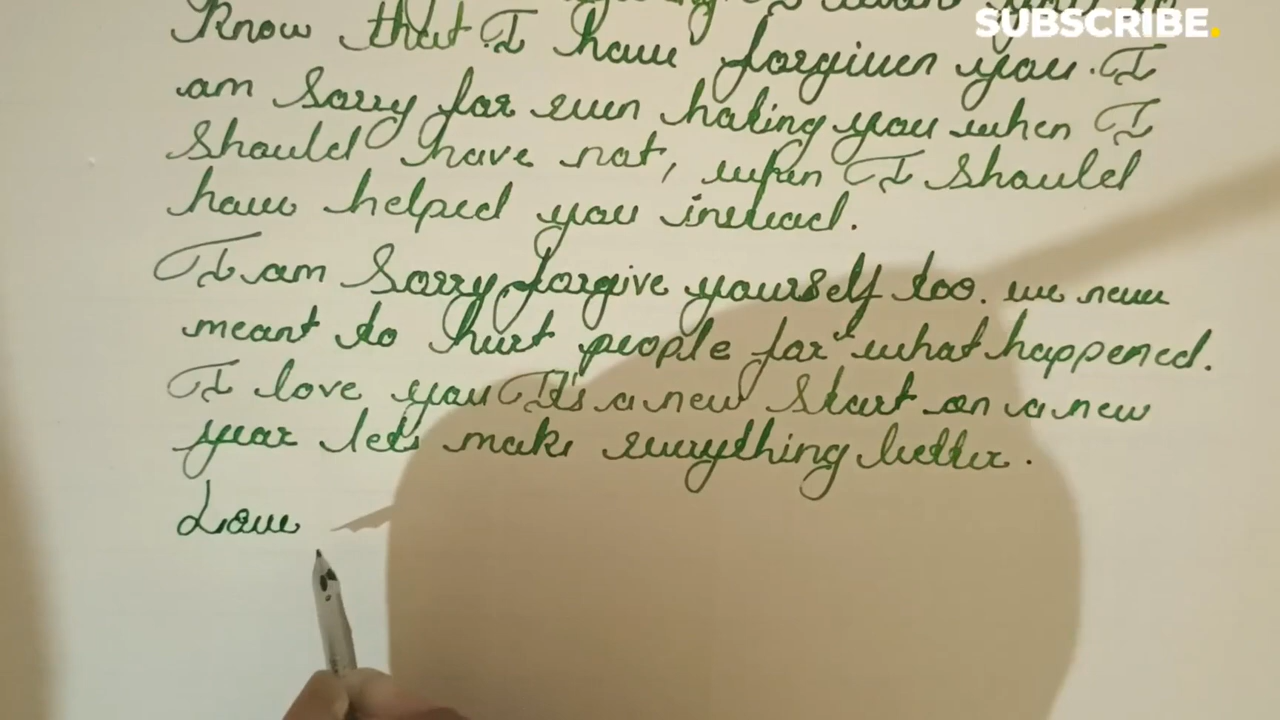 SUBSCRIBE.
Know that I have forgiven you. I
am Sorry for even hating you when I
should have not, when I should
have helped you instead.
I am Sorry, forgive yourself too. we never
meant to hurt people for what happened.
I love you It's a new Start on a new
year let's make everything better.
Love